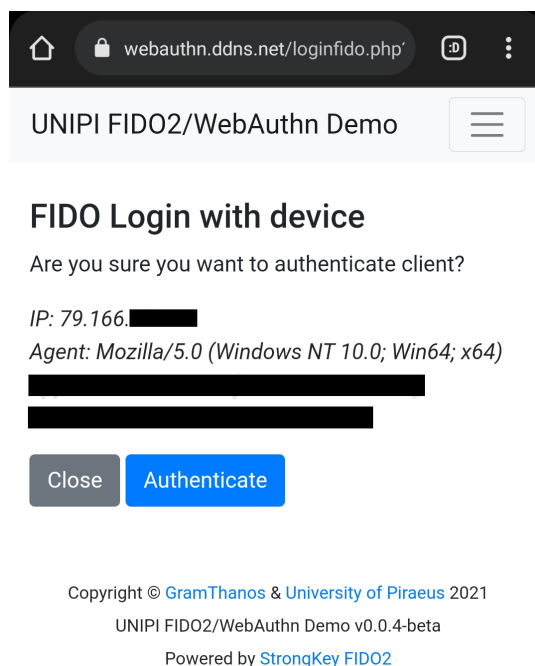 webauthn.ddns.net/loginfido.php
:D
UNIPI FIDO2/WebAuthn Demo
FIDO Login with device
Are you sure you want to authenticate client?
IP: 79.166.
Agent: Mozilla/5.0 (Windows NT 10.0; Win64; x64)
Close Authenticate
Copyright © GramThanos & University of Piraeus 2021
UNIPI FIDO2/WebAuthn Demo v0.0.4-beta
Powered by StrongKey FIDO2